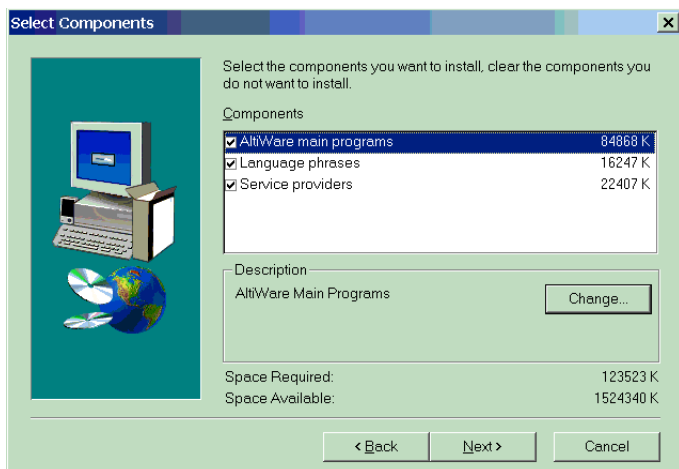 Select Components
Select the components you want to install, clear the components you
do not want to install.
Components
AltiWare main programs 84868 K
Language phrases 16247 K
Service providers 22407 K
Description
AltiWare Main Programs
Change...
Space Required: 123523 K
Space Available: 1524340 K
< Back Next > Cancel